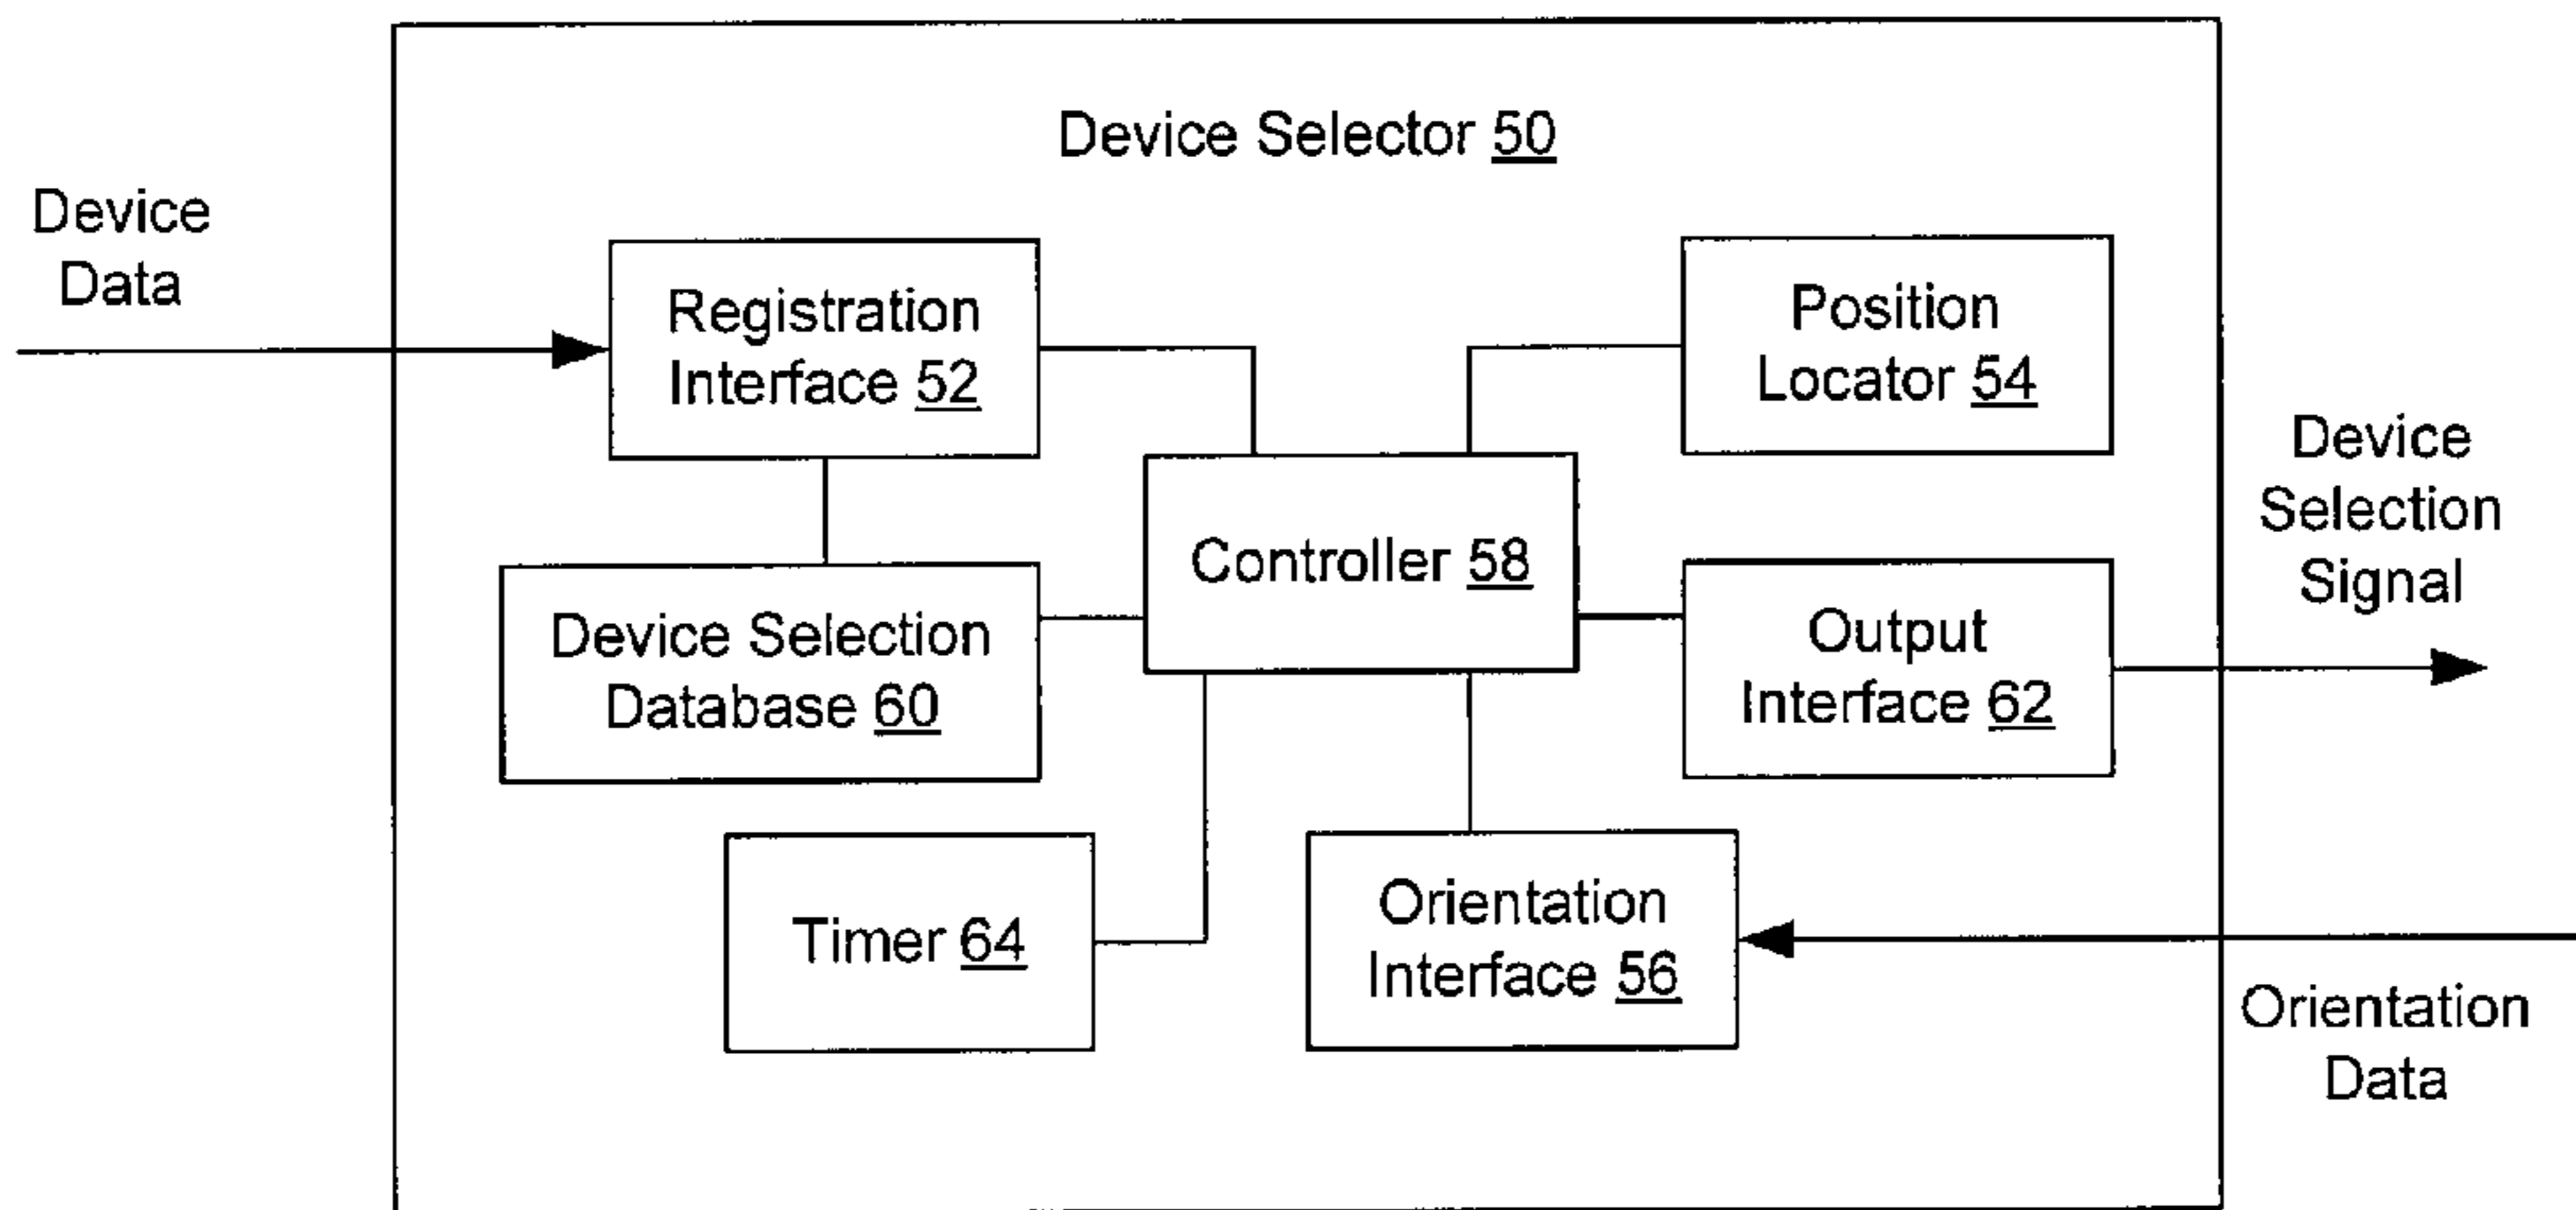 Device Selector 50
Device
Data
Registration
Interface 52
Position
Locator 54
Device
Selection
Signal
Controller 58
Device Selection
Database 60
Output
Interface 62
Timer 64
Orientation
Interface 56
Orientation
Data